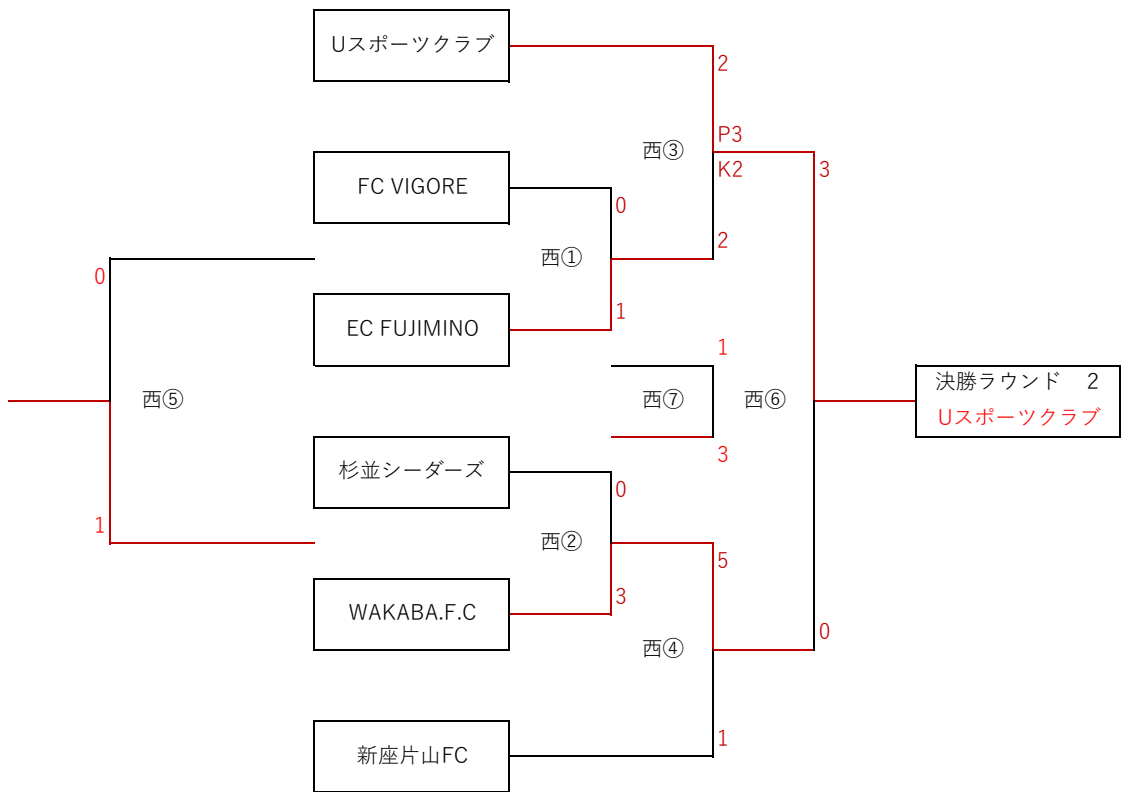 Uスポーツクラブ
2
P3
西③
K2
3
FC VIGORE
0
2
西①
0
EC FUJIMINO
1
1
西⑤
西⑦
西⑥
決勝ラウンド 2
Uスポーツクラブ
3
杉並シーダーズ
0
1
西②
5
WAKABA.F.C
3
0
西④
1
新座片山FC